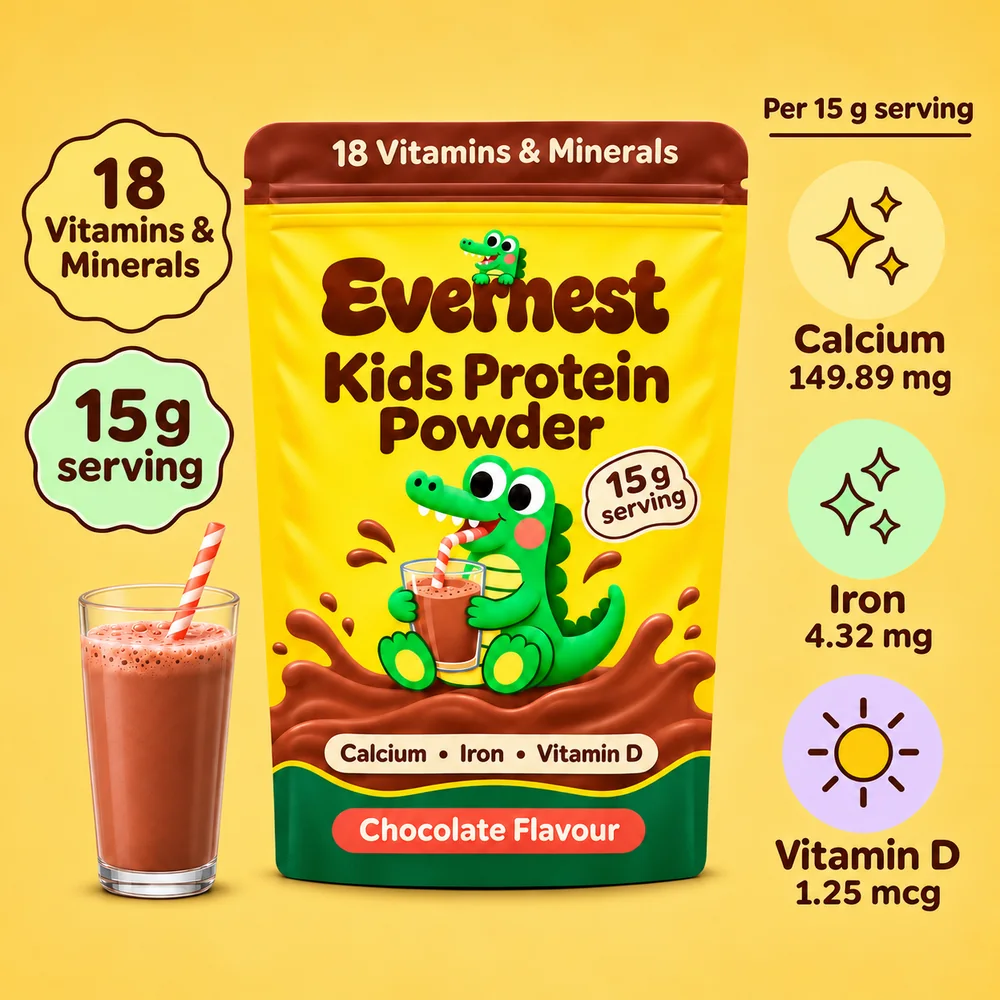 18
Vitamins &
Minerals
15g
serving
18 Vitamins & Minerals
Evernest
Kids Protein
Powder
15 g
serving
Calcium • Iron • Vitamin D
Chocolate Flavour
Per 15 g serving
Calcium
149.89 mg
Iron
4.32 mg
Vitamin D
1.25 mcg